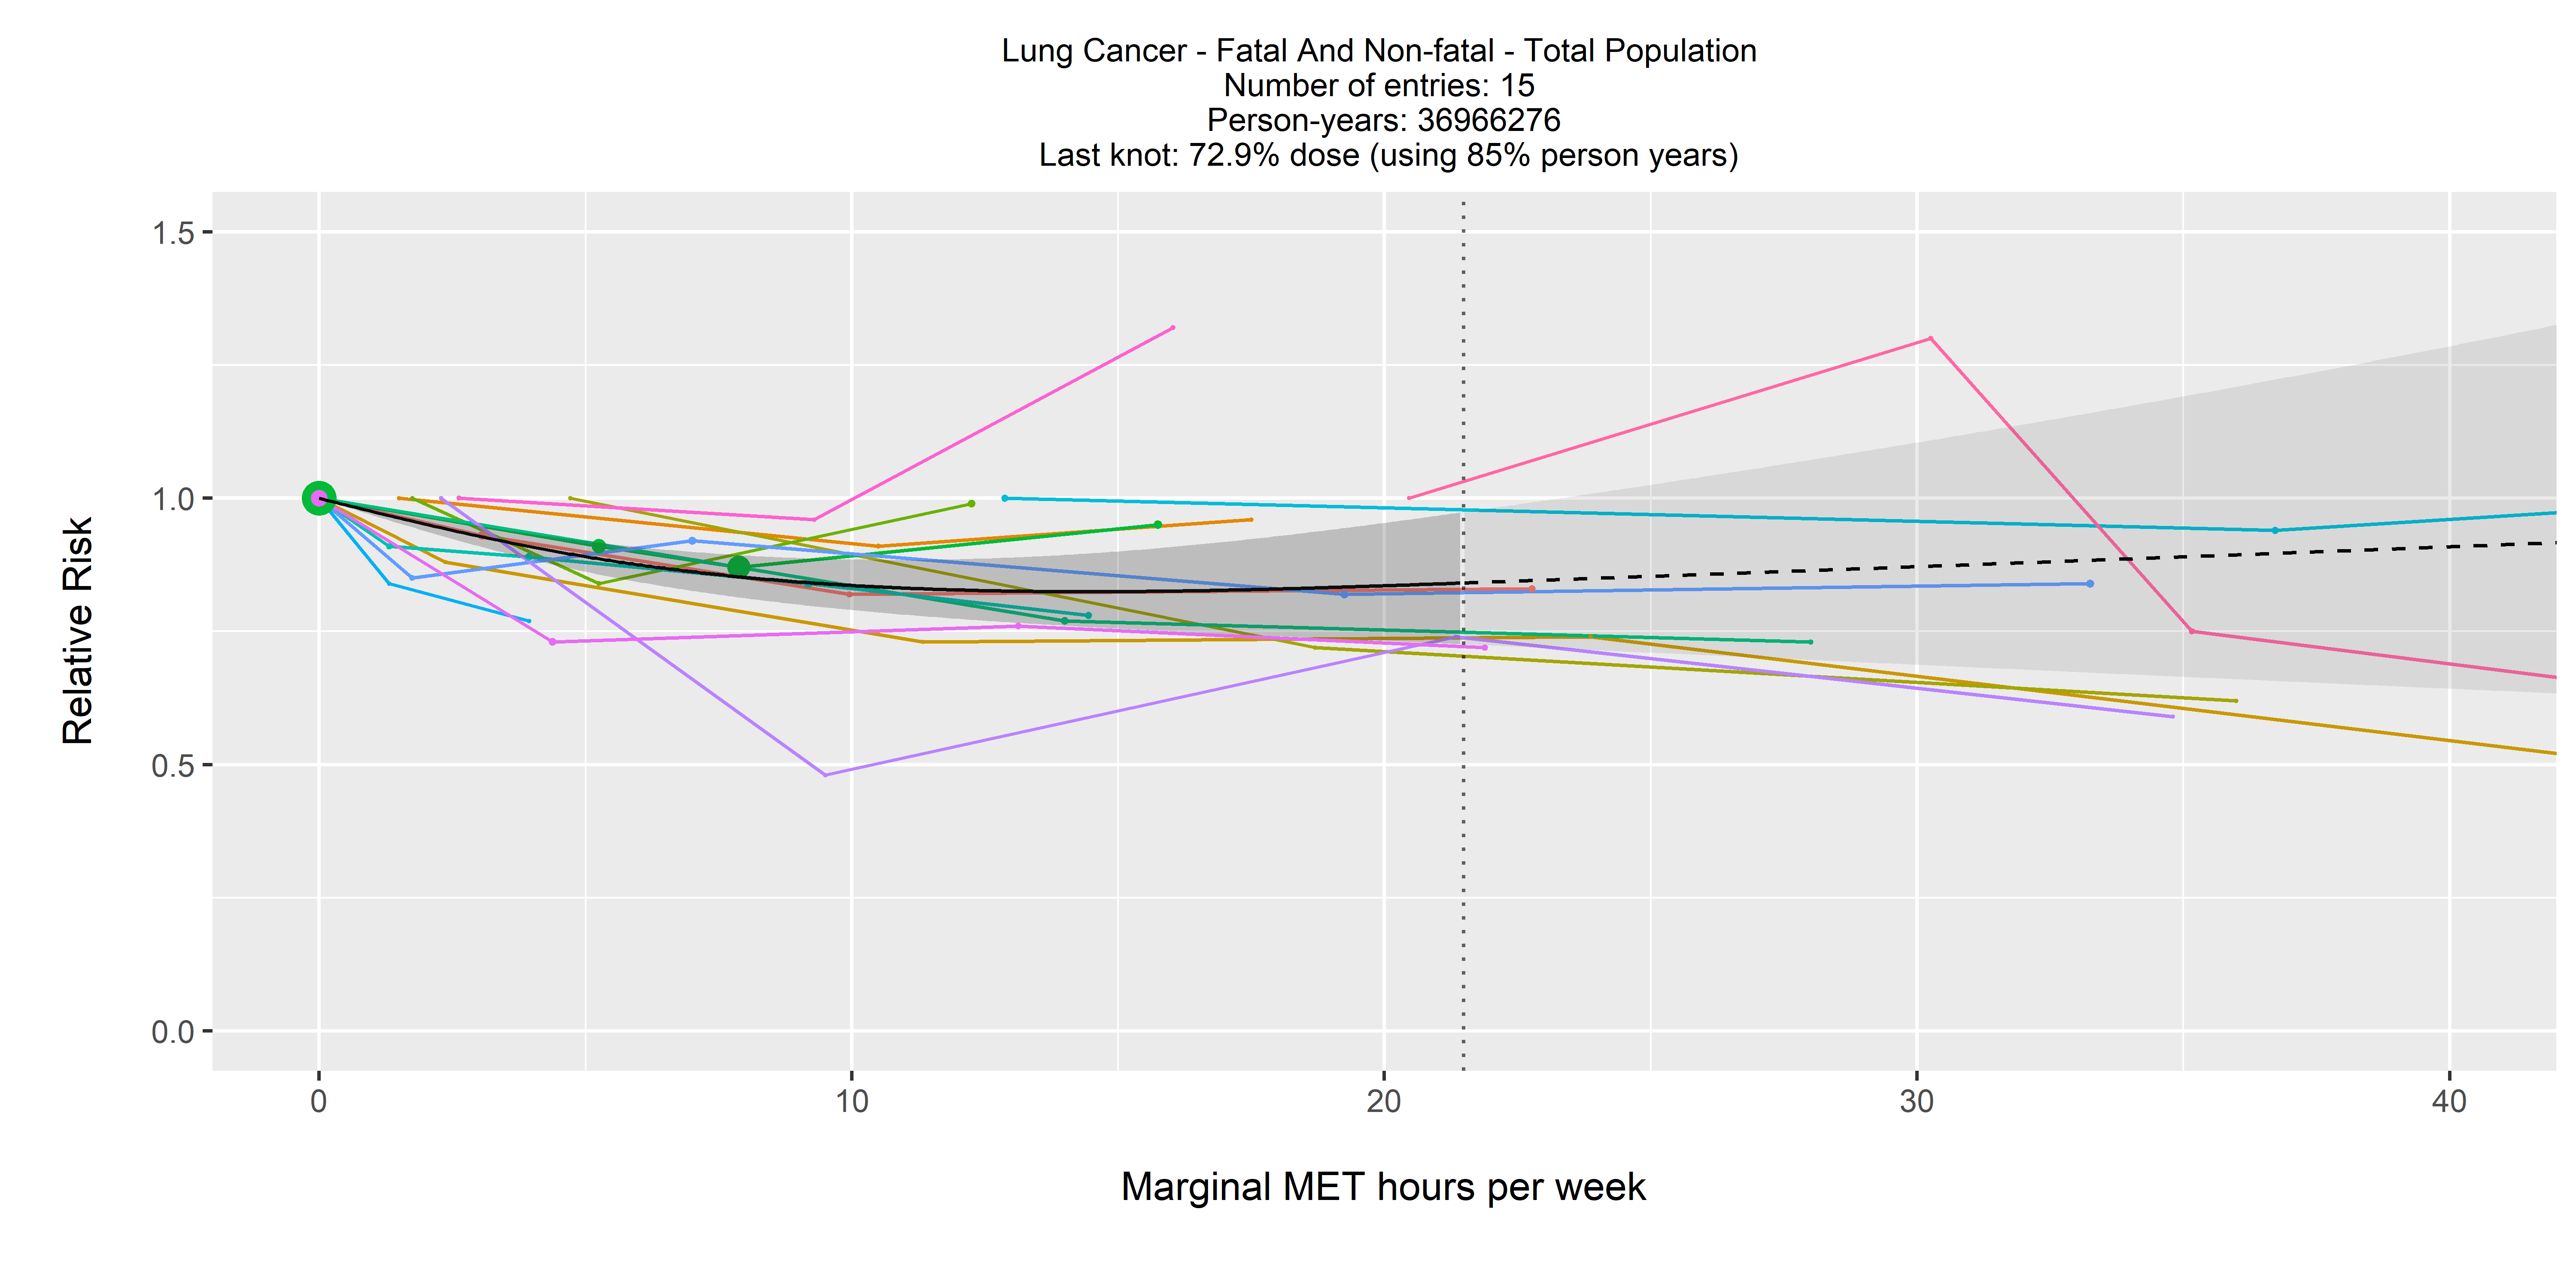 Lung Cancer - Fatal And Non-fatal - Total Population
Number of entries: 15
Person-years: 36966276
Last knot: 72.9% dose (using 85% person years)
1.5
1.0
0.5
0.0
Relative Risk
0 10 20 30 40
Marginal MET hours per week